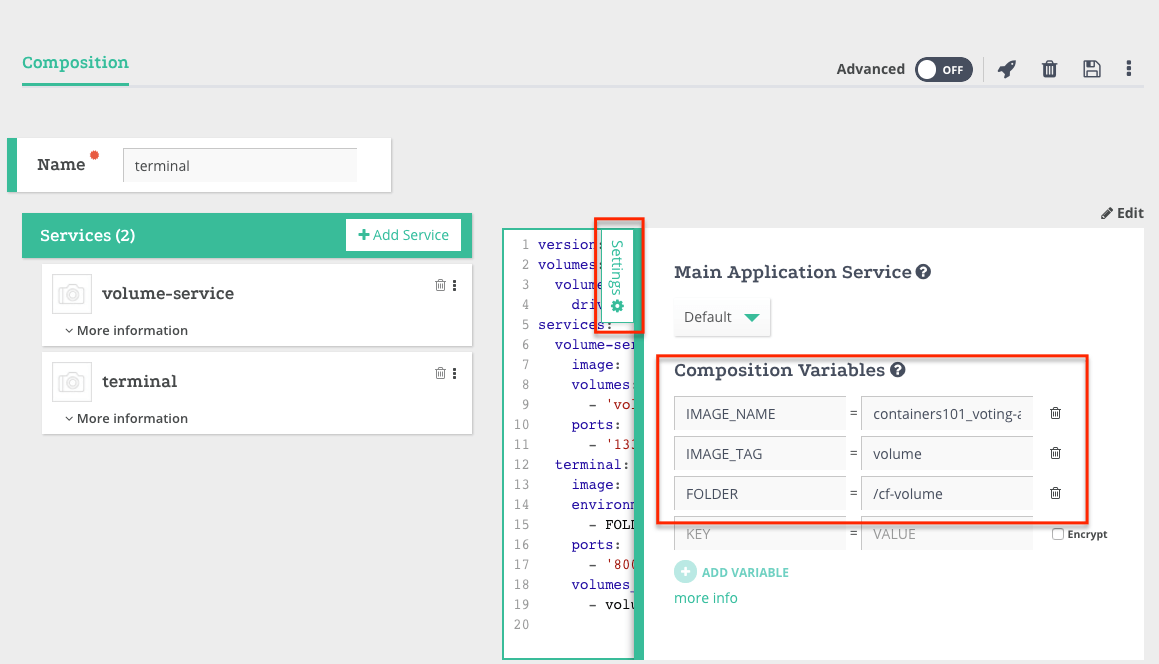 Composition
Advanced OFF
Name
terminal
Edit
Services (2)
Add Service
volume-service
More information
terminal
More information
1 version:
2 volumes:
3 volume
4 driv
5 services:
6 volume-ser
7 image:
8 volumes:
9 - 'vol
10 ports:
11 - '133
12 terminal:
13 image:
14 environm
15 - FOLD
16 ports:
17 - '800
18 volumes_
19 - volu
20
Settings
Main Application Service
Default
Composition Variables
IMAGE_NAME = containers101_voting-a
IMAGE_TAG = volume
FOLDER = /cf-volume
KEY = VALUE Encrypt
ADD VARIABLE
more info